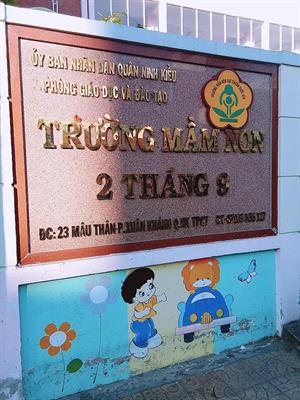 ỦY BAN NHÂN DÂN QUẬN NINH KIỀU
PHÒNG GIÁO DỤC VÀ ĐÀO TẠO
TRƯỜNG MẦM NON
2 THÁNG 9
ĐC: 23 MẬU THÂN-P.XUÂN KHÁNH Q.NK TPCT